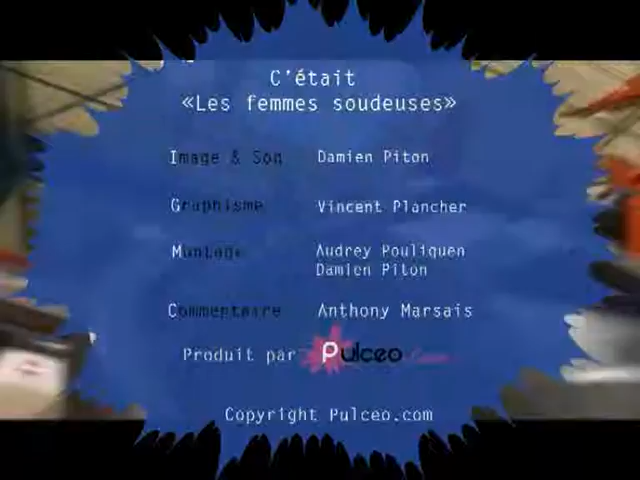 C'était
«Les femmes soudeuses»
Image & Son Damien Piton
Graphisme Vincent Plancher
Montage Audrey Pouliquen
Damien Piton
Commentaire Anthony Marsais
Produit par Pulceo
Copyright Pulceo.com